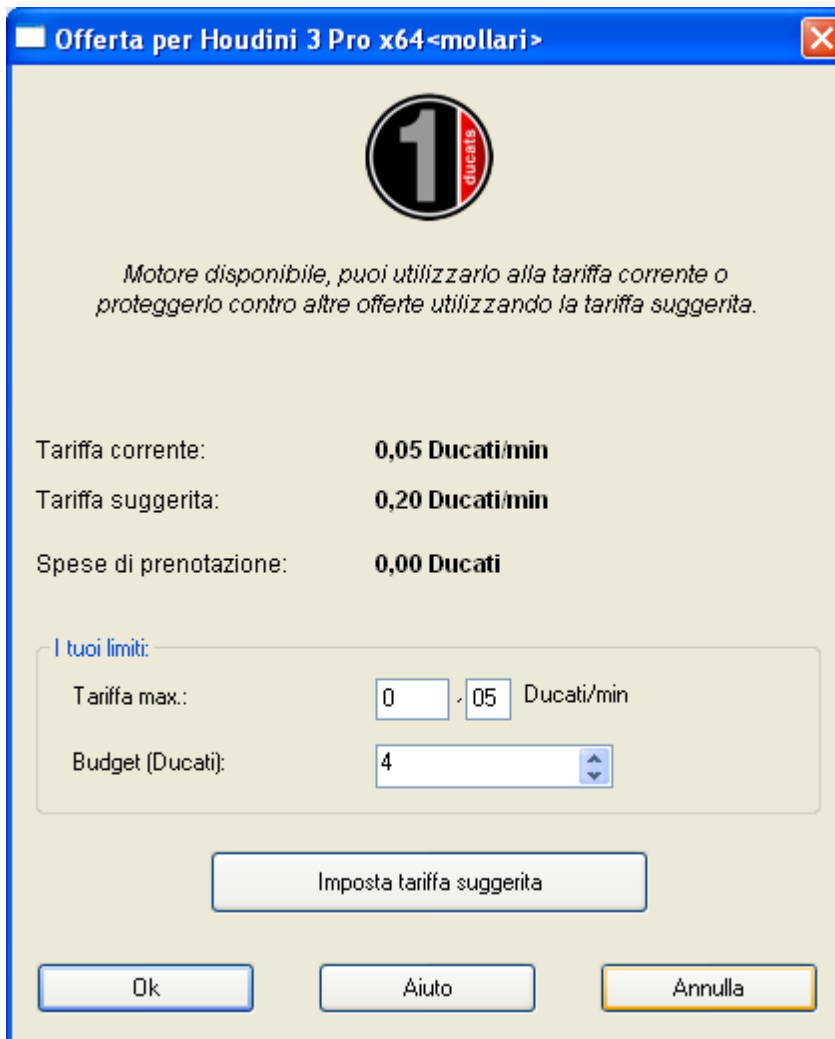 Offerta per Houdini 3 Pro x64<mollari>
1 ducats
Motore disponibile, puoi utilizzarlo alla tariffa corrente o
proteggerlo contro altre offerte utilizzando la tariffa suggerita.
Tariffa corrente: 0,05 Ducati/min
Tariffa suggerita: 0,20 Ducati/min
Spese di prenotazione: 0,00 Ducati
I tuoi limiti:
Tariffa max.: 0 , 05 Ducati/min
Budget (Ducati): 4
Imposta tariffa suggerita
Ok Aiuto Annulla